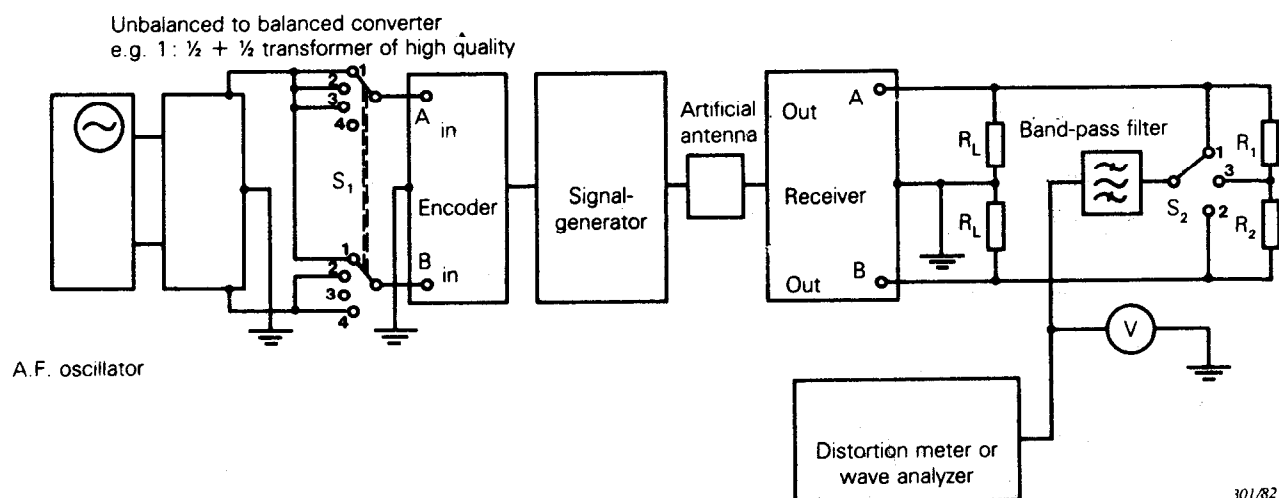 Unbalanced to balanced converter
e.g. 1 : ½ + ½ transformer of high quality
1
2
3
4
S₁
1
2
3
4
A
in
Encoder
B
in
Signal-
generator
Artificial
antenna
Out
A
Receiver
Out
B
R_L
R_L
Band-pass filter
1
3
S₂
2
R₁
R₂
V
A.F. oscillator
Distortion meter or
wave analyzer
301/82